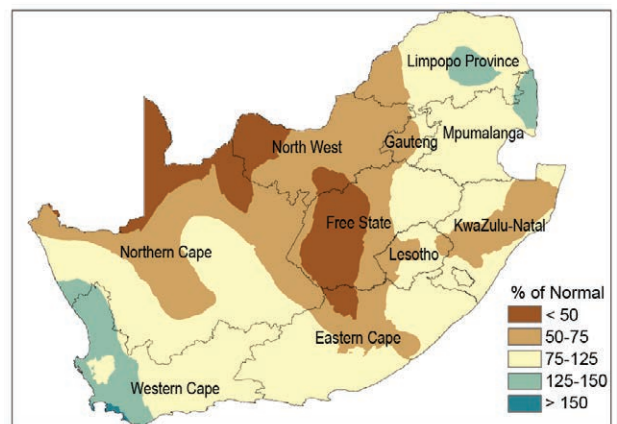 Limpopo Province
Mpumalanga
North West
Gauteng
Free State
KwaZulu-Natal
Northern Cape
Lesotho
Eastern Cape
Western Cape
% of Normal
< 50
50-75
75-125
125-150
> 150